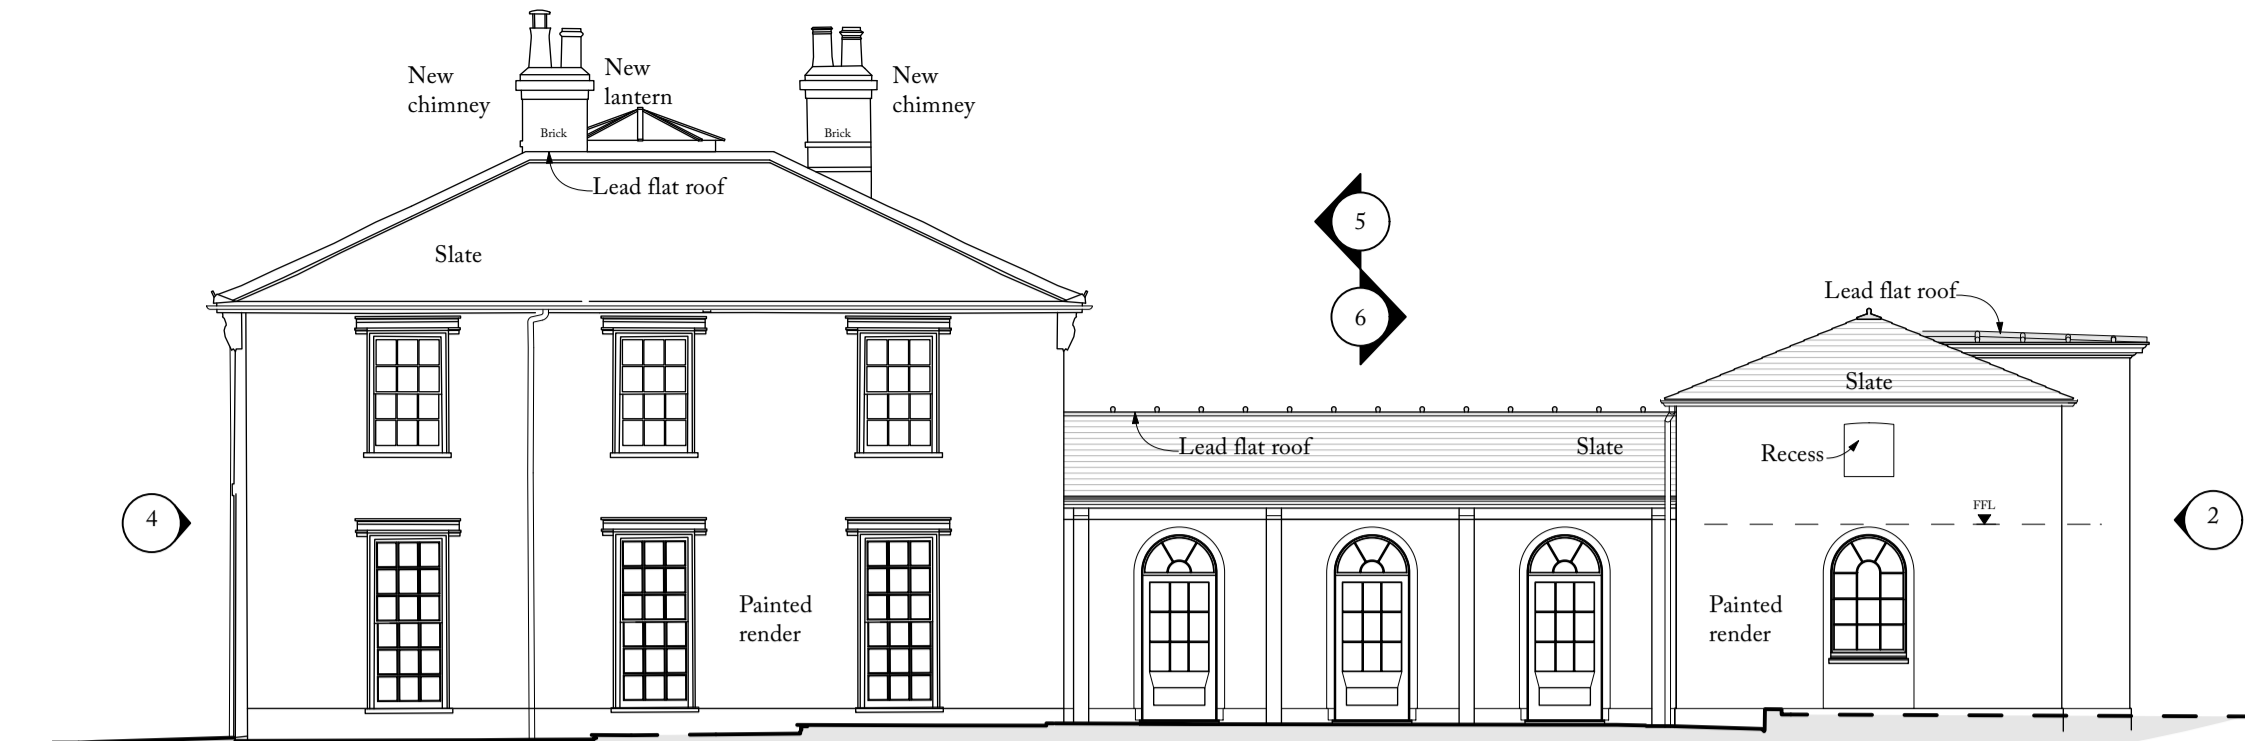 New
chimney
New
lantern
New
chimney
Brick
Brick
Lead flat roof
Slate
5
6
Lead flat roof
Slate
Lead flat roof
Slate
Recess
FFL
4
2
Painted
render
Painted
render